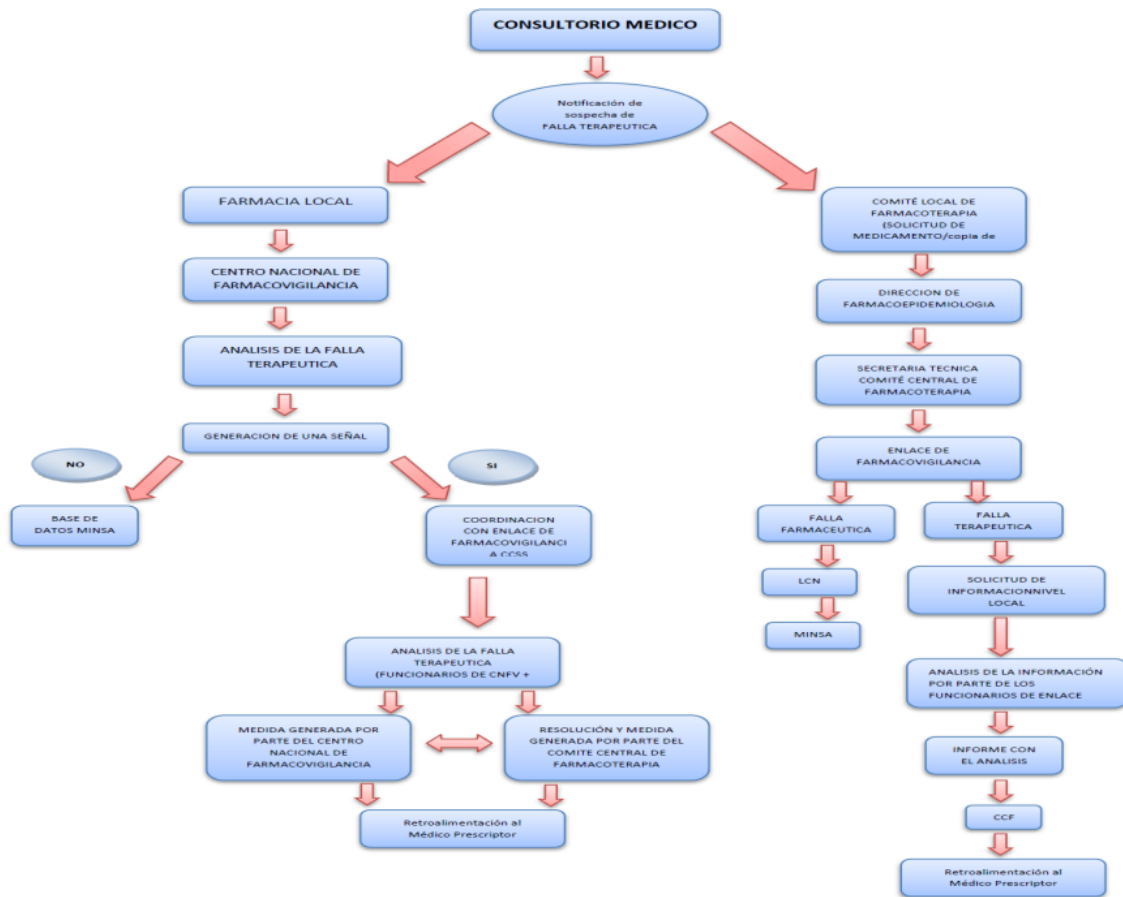 CONSULTORIO MEDICO
Notificación de
sospecha de
FALLA TERAPEUTICA
FARMACIA LOCAL
CENTRO NACIONAL DE
FARMACOVIGILANCIA
ANALISIS DE LA FALLA
TERAPEUTICA
GENERACION DE UNA SEÑAL
NO
SI
BASE DE
DATOS MINSA
COORDINACION
CON ENLACE DE
FARMACOVIGILANCI
A CCSS
ANALISIS DE LA FALLA
TERAPEUTICA
(FUNCIONARIOS DE CNFV +
MEDIDA GENERADA POR
PARTE DEL CENTRO
NACIONAL DE
FARMACOVIGILANCIA
RESOLUCIÓN Y MEDIDA
GENERADA POR PARTE DEL
COMITE CENTRAL DE
FARMACOTERAPIA
Retroalimentación al
Médico Prescriptor
COMITÉ LOCAL DE
FARMACOTERAPIA
(SOLICITUD DE
MEDICAMENTO/copia de
DIRECCION DE
FARMACOEPIDEMIOLOGIA
SECRETARIA TECNICA
COMITÉ CENTRAL DE
FARMACOTERAPIA
ENLACE DE
FARMACOVIGILANCIA
FALLA
FARMACEUTICA
LCN
MINSA
FALLA
TERAPEUTICA
SOLICITUD DE
INFORMACIONNIVEL
LOCAL
ANALISIS DE LA INFORMACIÓN
POR PARTE DE LOS
FUNCIONARIOS DE ENLACE
INFORME CON
EL ANALISIS
CCF
Retroalimentación al
Médico Prescriptor